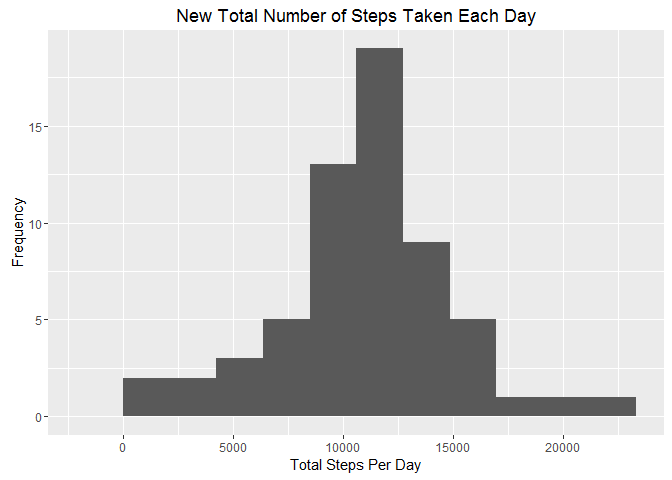 New Total Number of Steps Taken Each Day
Frequency
15
10
5
0
0 5000 10000 15000 20000
Total Steps Per Day